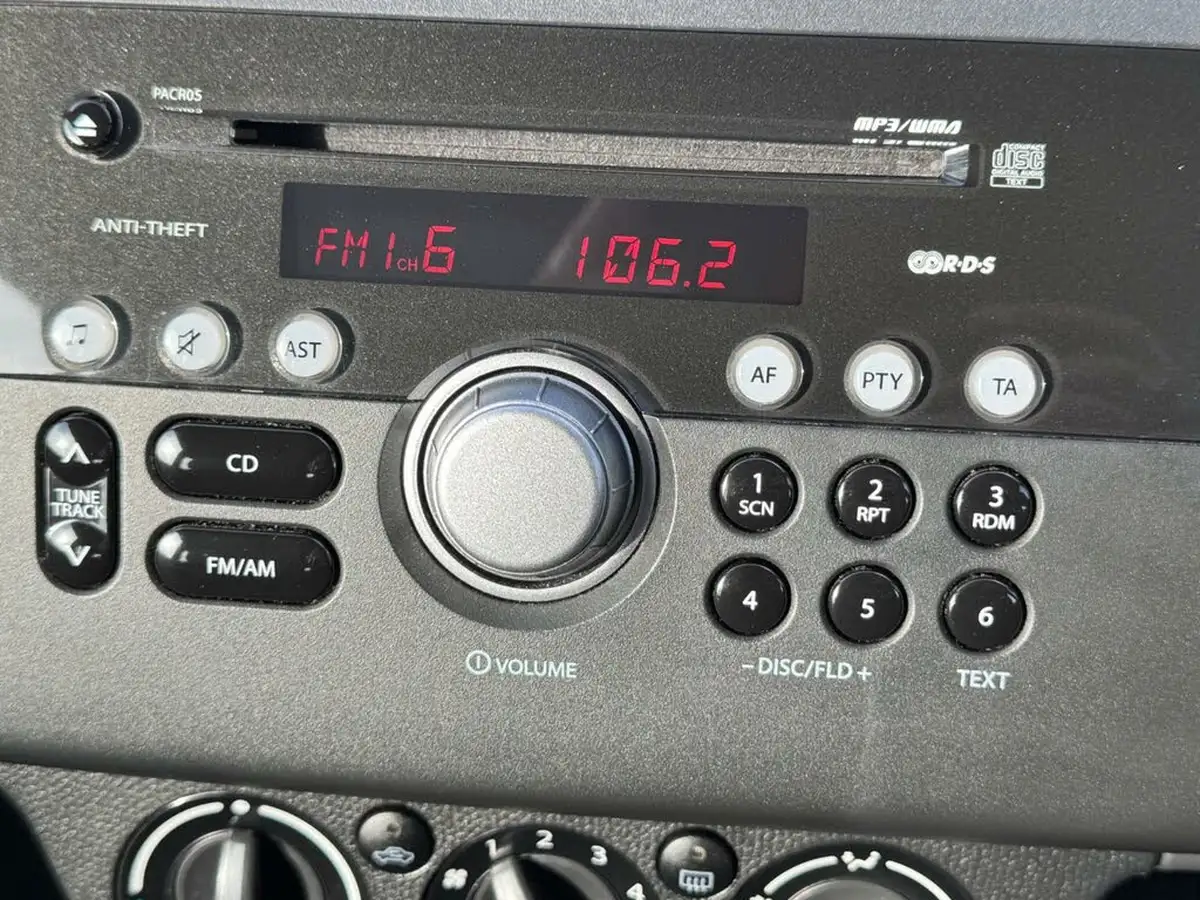 PACR05
MP3/WMA
COMPACT
disc
DIGITAL AUDIO
TEXT
ANTI-THEFT
FM1 CH 6 106.2
R·D·S
AST
AF
PTY
TA
CD
TUNE
TRACK
FM/AM
1
SCN
2
RPT
3
RDM
4
5
6
VOLUME
–DISC/FLD+
TEXT
1
2
3
4